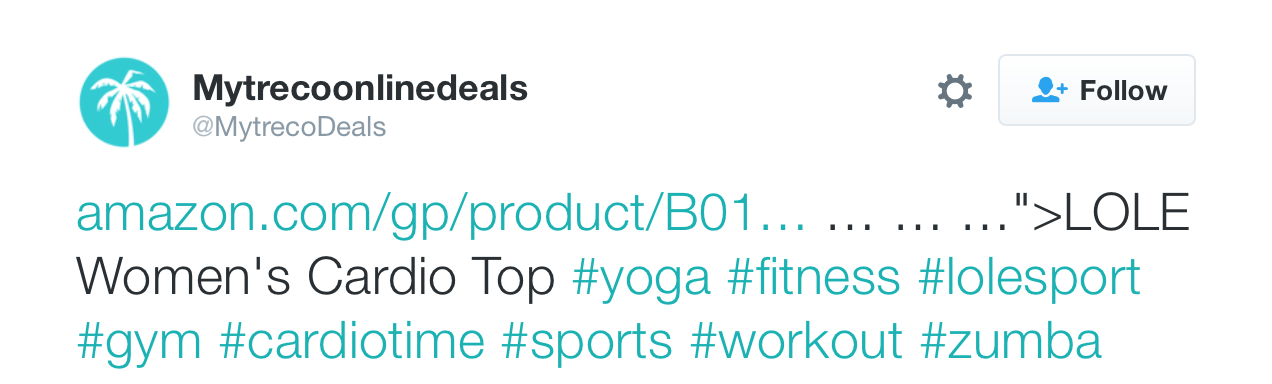 Mytrecoonlinedeals
@MytrecoDeals
Follow
amazon.com/gp/product/B01… … … …">LOLE
Women's Cardio Top #yoga #fitness #lolesport
#gym #cardiotime #sports #workout #zumba